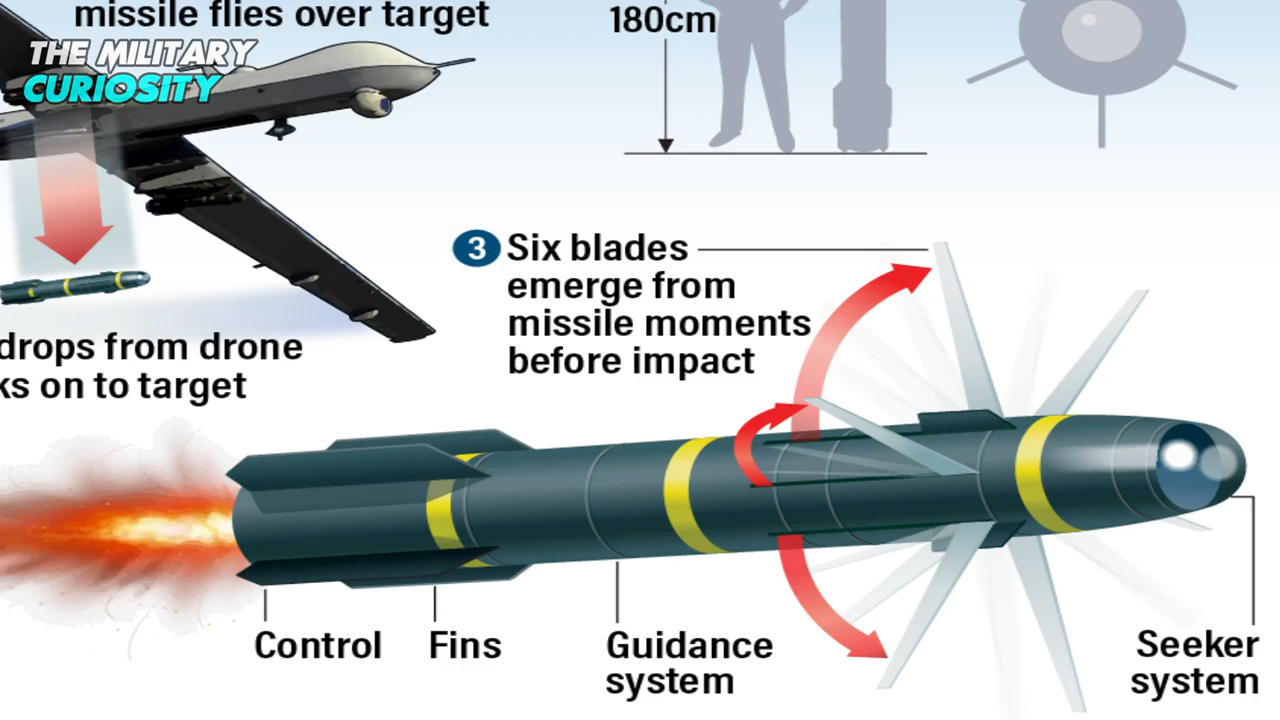 missile flies over target
THE MILITARY
CURIOSITY
180cm
3 Six blades
emerge from
missile moments
before impact
drops from drone
ks on to target
Control
Fins
Guidance
system
Seeker
system